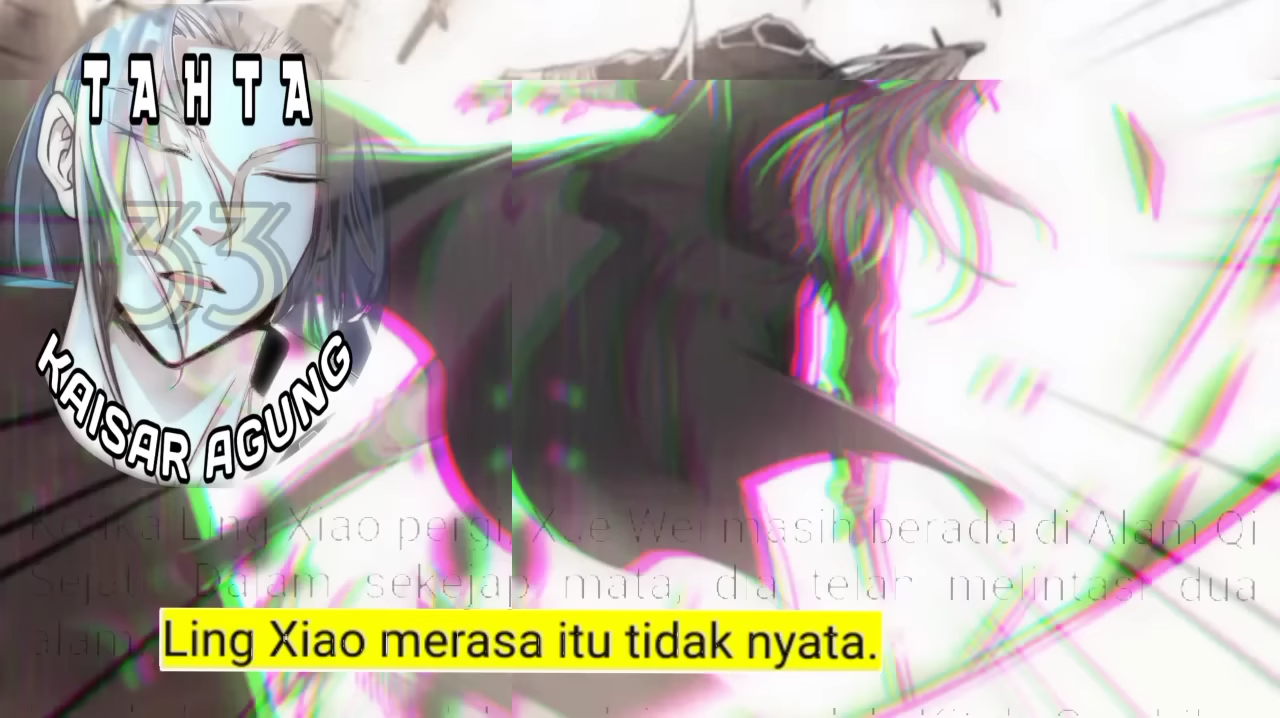 TAHTA
33
KAISAR AGUNG
Ketika Ling Xiao pergi, Xue Wei masih berada di Alam Qi
Sejati. Dalam sekejap mata, dia telah melintasi dua
alam
Ling Xiao merasa itu tidak nyata.